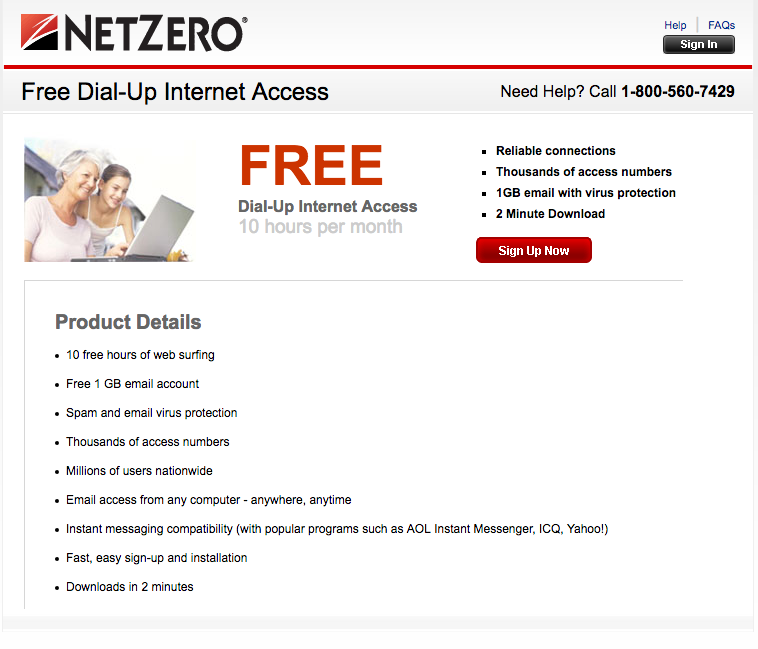 NETZERO®
Help | FAQs
Sign In
Free Dial-Up Internet Access
Need Help? Call 1-800-560-7429
FREE
Dial-Up Internet Access
10 hours per month
Reliable connections
Thousands of access numbers
1GB email with virus protection
2 Minute Download
Sign Up Now
Product Details
10 free hours of web surfing
Free 1 GB email account
Spam and email virus protection
Thousands of access numbers
Millions of users nationwide
Email access from any computer - anywhere, anytime
Instant messaging compatibility (with popular programs such as AOL Instant Messenger, ICQ, Yahoo!)
Fast, easy sign-up and installation
Downloads in 2 minutes